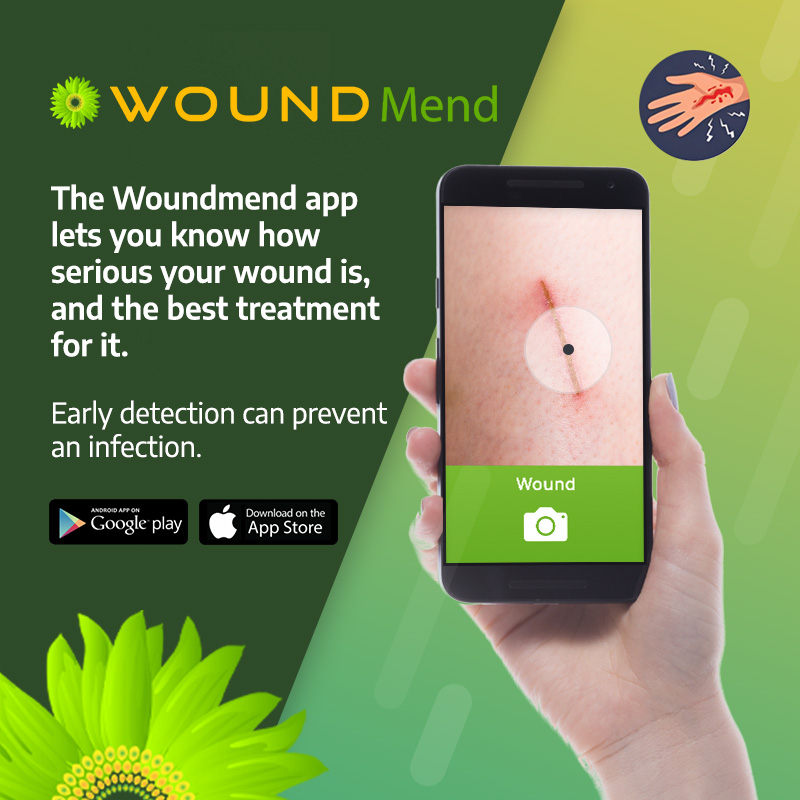 WOUND Mend
The Woundmend app
lets you know how
serious your wound is,
and the best treatment
for it.
Early detection can prevent
an infection.
ANDROID APP ON
Google play
Download on the
App Store
Wound